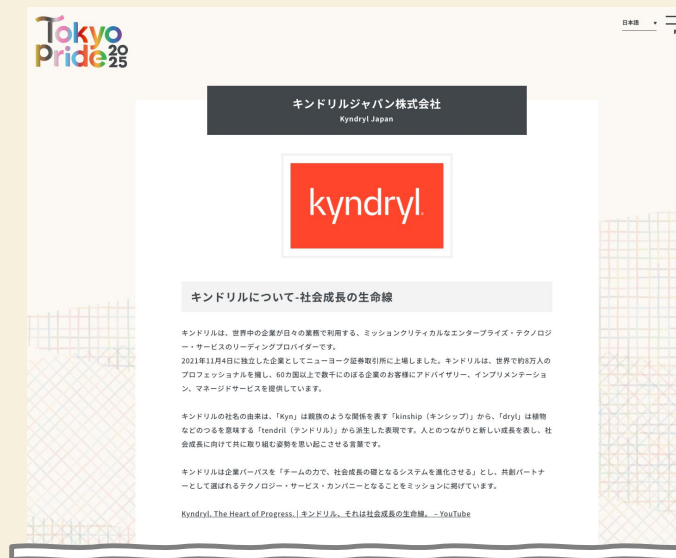 Tokyo
Pride 20
25
日本語 ▼
キンドリルジャパン株式会社
Kyndryl Japan
kyndryl.
キンドリルについて-社会成長の生命線
キンドリルは、世界中の企業が日々の業務で利用する、ミッションクリティカルなエンタープライズ・テクノロジ
ー・サービスのリーディングプロバイダーです。
2021年11月4日に独立した企業としてニューヨーク証券取引所に上場しました。キンドリルは、世界で約8万人の
プロフェッショナルを擁し、60カ国以上で数千にのぼる企業のお客様にアドバイザリー、インプリメンテーショ
ン、マネージドサービスを提供しています。
キンドリルの社名の由来は、「Kyn」は親族のような関係を表す「kinship（キンシップ）」から、「dryl」は植物
などのつるを意味する「tendril（テンドリル）」から派生した表現です。人とのつながりと新しい成長を表し、社
会成長に向けて共に取り組む姿勢を思い起こさせる言葉です。
キンドリルは企業パーパスを「チームの力で、社会成長の礎となるシステムを進化させる」とし、共創パートナ
ーとして選ばれるテクノロジー・サービス・カンパニーとなることをミッションに掲げています。
Kyndryl, The Heart of Progress. | キンドリル、それは社会成長の生命線。 – YouTube